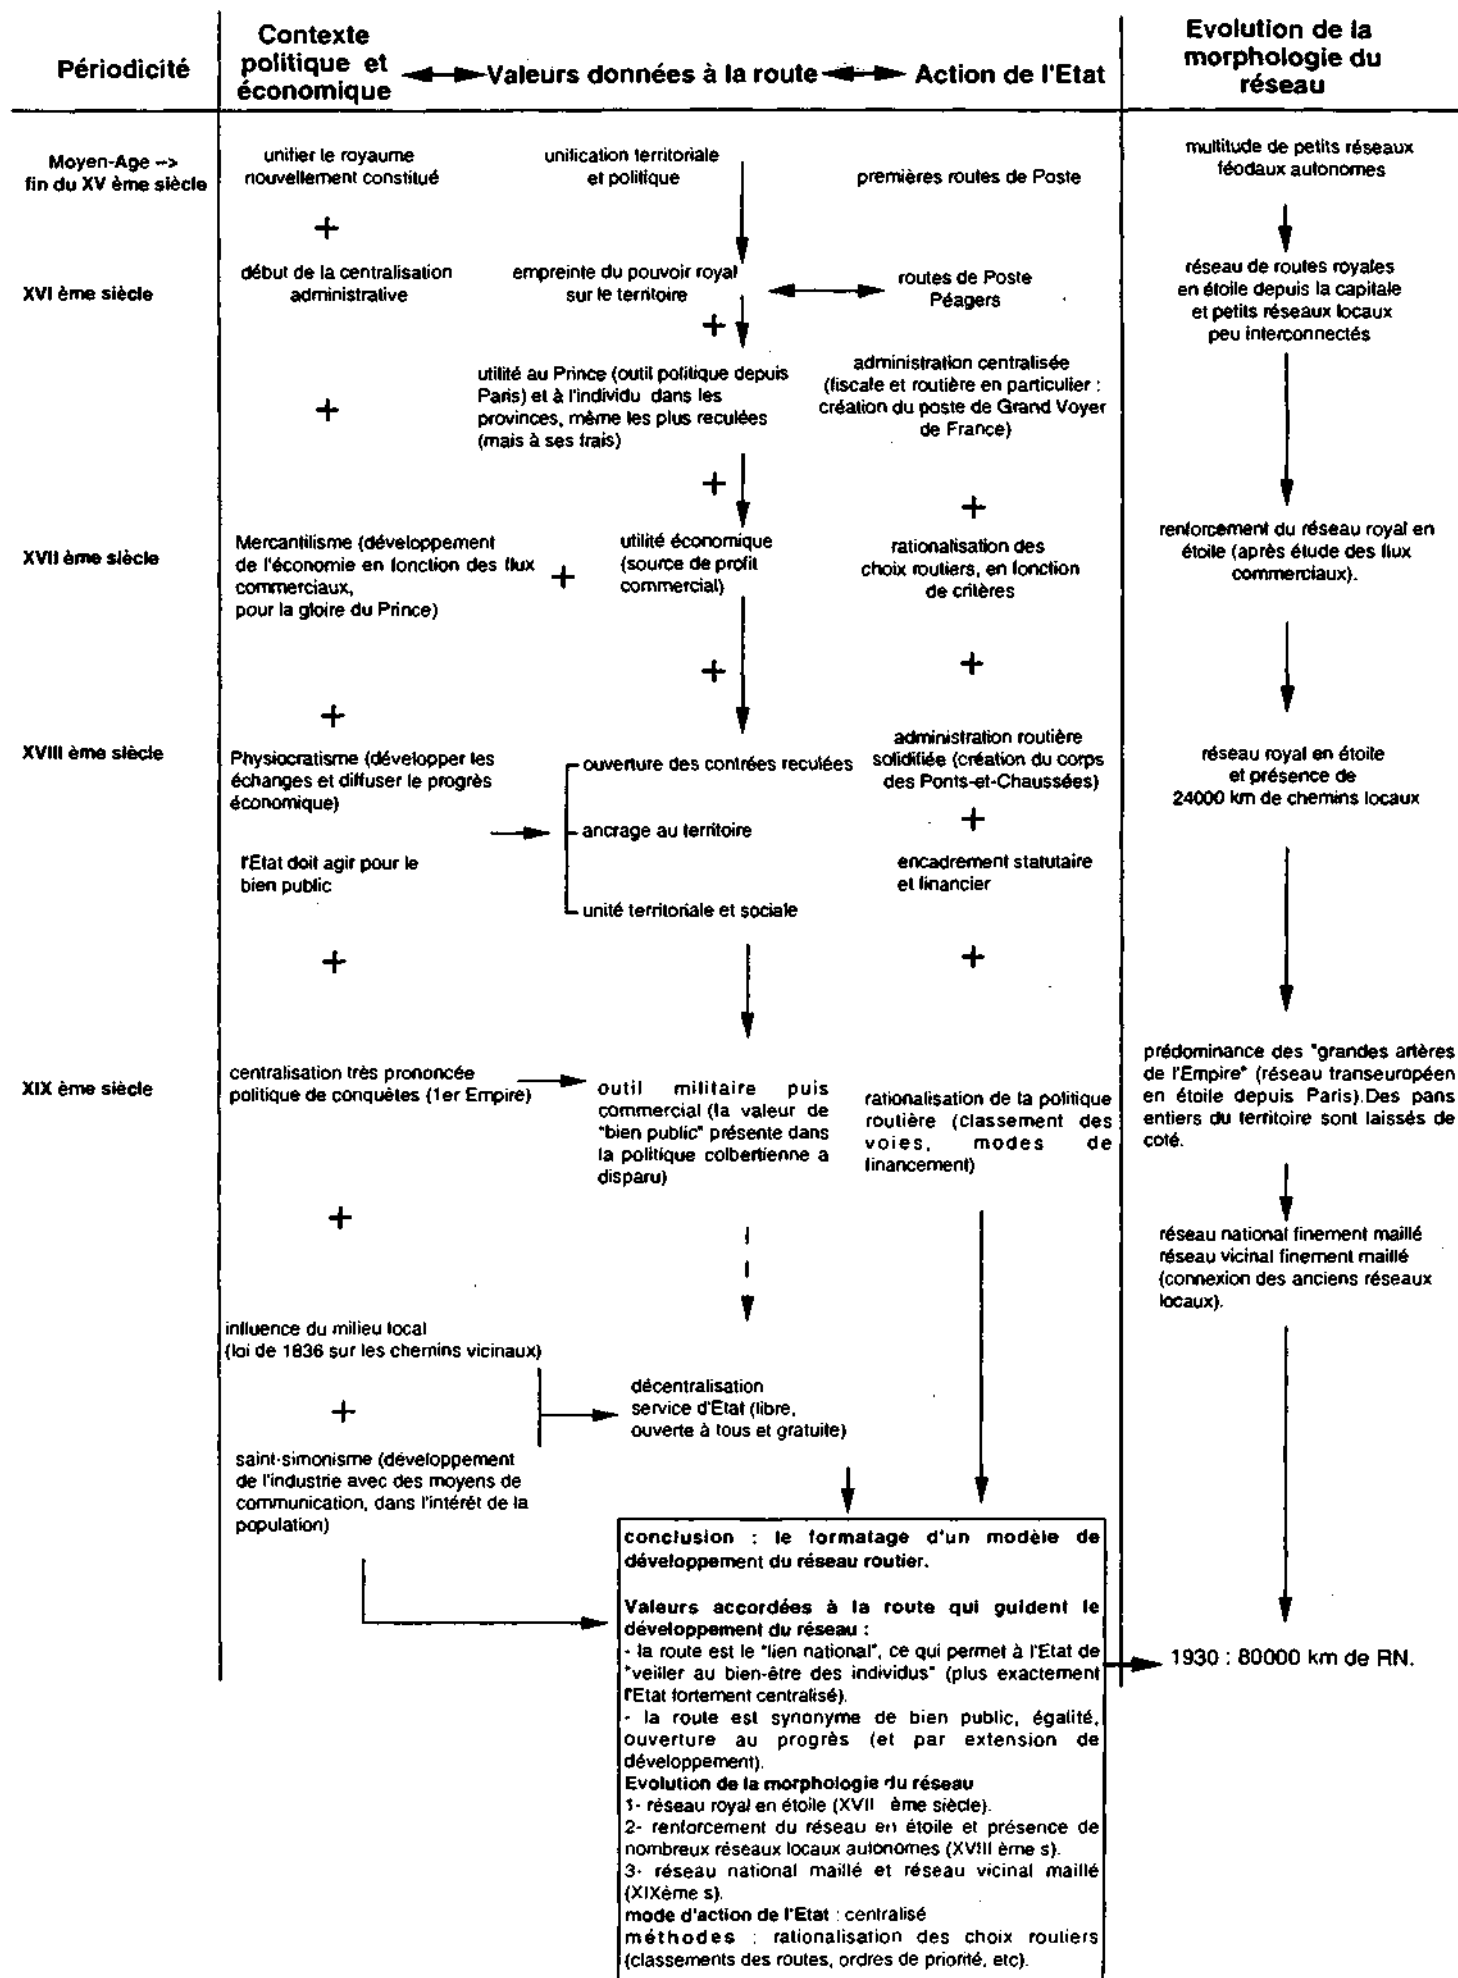 Périodicité
Contexte
politique et
économique
Valeurs données à la route
Action de l'Etat
Evolution de la
morphologie du
réseau
Moyen-Age -->
fin du XV ème siècle
unifier le royaume
nouvellement constitué
unification territoriale
et politique
premières routes de Poste
multitude de petits réseaux
féodaux autonomes
+
XVI ème siècle
début de la centralisation
administrative
empreinte du pouvoir royal
sur le territoire
routes de Poste
Péagers
réseau de routes royales
en étoile depuis la capitale
et petits réseaux locaux
peu interconnectés
+
+
utilité au Prince (outil politique depuis
Paris) et à l'individu dans les
provinces, même les plus reculées
(mais à ses frais)
administration centralisée
(fiscale et routière en particulier :
création du poste de Grand Voyer
de France)
+
+
XVII ème siècle
Mercantilisme (développement
de l'économie en fonction des flux
commerciaux,
pour la gloire du Prince)
+
utilité économique
(source de profit
commercial)
rationalisation des
choix routiers, en fonction
de critères
renforcement du réseau royal en
étoile (après étude des flux
commerciaux).
+
+
+
XVIII ème siècle
Physiocratisme (développer les
échanges et diffuser le progrès
économique)
l'Etat doit agir pour le
bien public
ouverture des contrées reculées
ancrage au territoire
unité territoriale et sociale
administration routière
solidifiée (création du corps
des Ponts-et-Chaussées)
+
encadrement statutaire
et financier
réseau royal en étoile
et présence de
24000 km de chemins locaux
+
+
XIX ème siècle
centralisation très prononcée
politique de conquêtes (1er Empire)
outil militaire puis
commercial (la valeur de
"bien public" présente dans
la politique colbertienne a
disparu)
rationalisation de la politique
routière (classement des
voies, modes de
financement)
prédominance des "grandes artères
de l'Empire" (réseau transeuropéen
en étoile depuis Paris).Des pans
entiers du territoire sont laissés de
coté.
+
réseau national finement maillé
réseau vicinal finement maillé
(connexion des anciens réseaux
locaux).
influence du milieu local
(loi de 1836 sur les chemins vicinaux)
+
saint-simonisme (développement
de l'industrie avec des moyens de
communication, dans l'intérêt de la
population)
décentralisation
service d'Etat (libre,
ouverte à tous et gratuite)
conclusion : le formatage d'un modèle de
développement du réseau routier.
Valeurs accordées à la route qui guident le
développement du réseau :
- la route est le "lien national", ce qui permet à l'Etat de
"veiller au bien-être des individus" (plus exactement
l'Etat fortement centralisé).
- la route est synonyme de bien public, égalité,
ouverture au progrès (et par extension de
développement).
Evolution de la morphologie du réseau
1- réseau royal en étoile (XVII ème siècle).
2- renforcement du réseau en étoile et présence de
nombreux réseaux locaux autonomes (XVIII ème s).
3- réseau national maillé et réseau vicinal maillé
(XIXème s).
mode d'action de l'Etat : centralisé
méthodes : rationalisation des choix routiers
(classements des routes, ordres de priorité, etc).
1930 : 80000 km de RN.